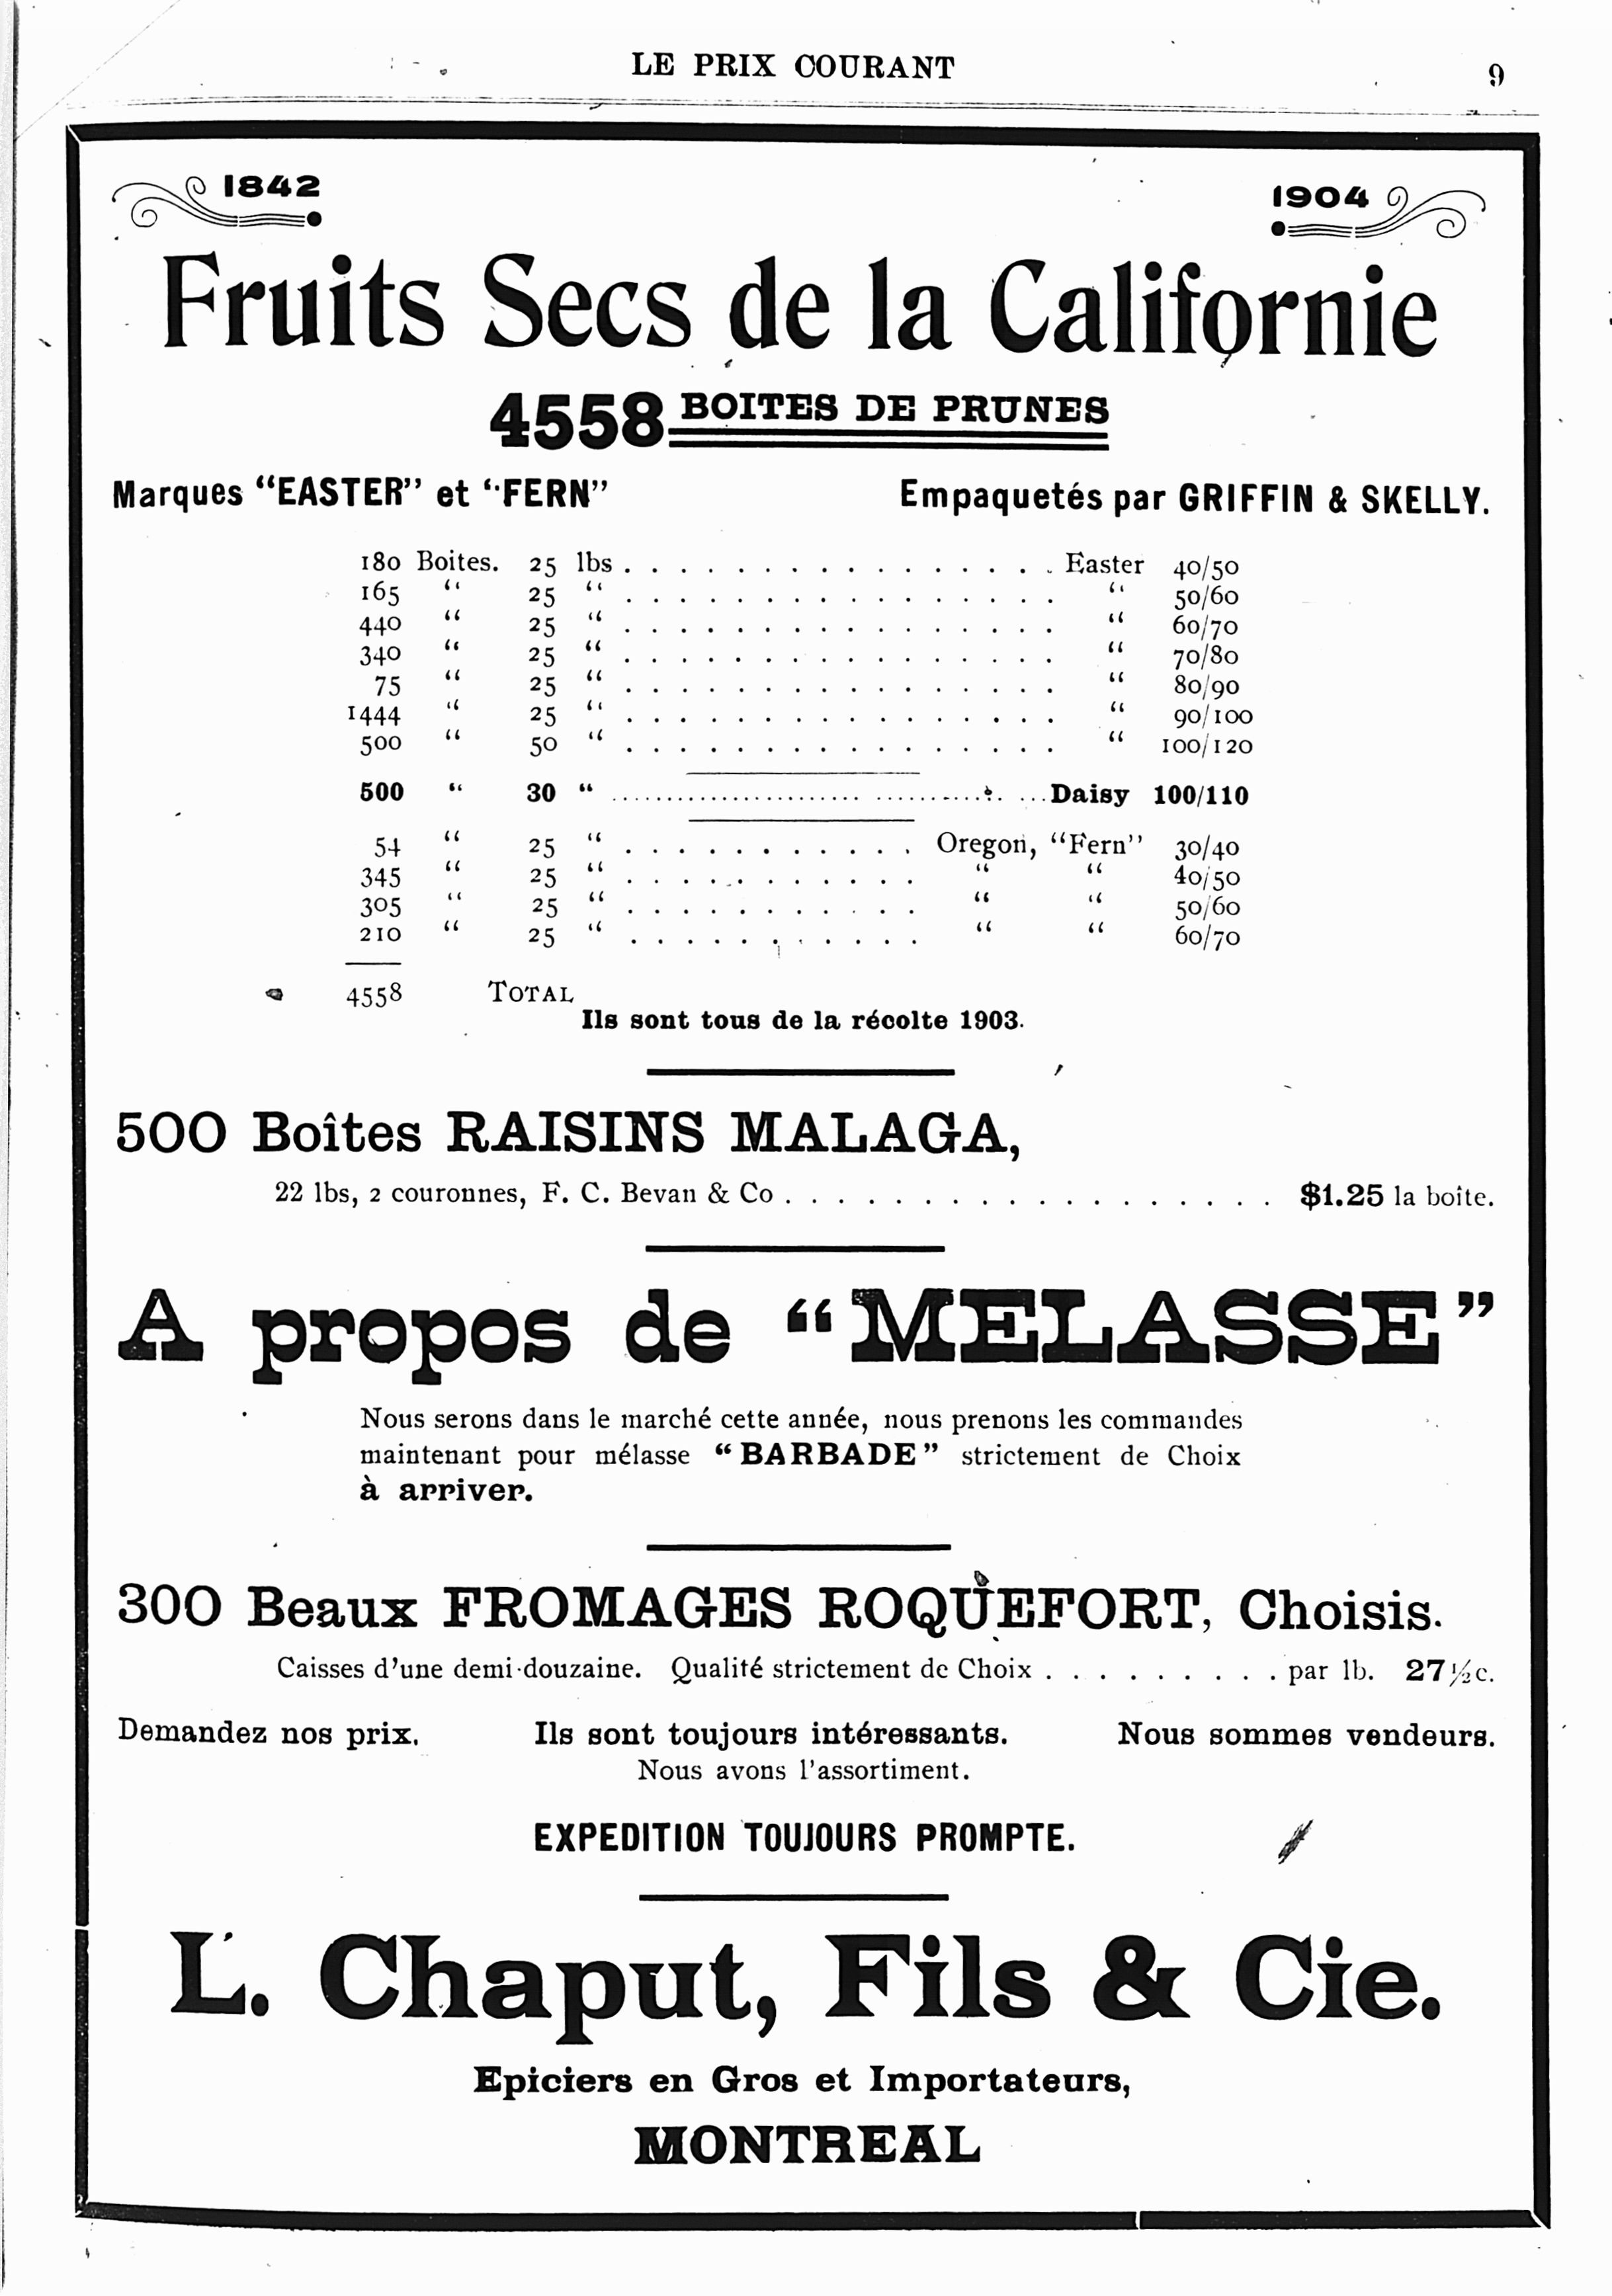 LE PRIX COURANT 9
1842 1904
Fruits Secs de la Californie
4558 BOITES DE PRUNES
Marques "EASTER" et "FERN" Empaquetés par GRIFFIN & SKELLY.
180 Boites. 25 lbs . . . . . . . . . . . . . . . . Easter 40/50
165 " 25 " . . . . . . . . . . . . . . . . " 50/60
440 " 25 " . . . . . . . . . . . . . . . . " 60/70
340 " 25 " . . . . . . . . . . . . . . . . " 70/80
75 " 25 " . . . . . . . . . . . . . . . . " 80/90
1444 " 25 " . . . . . . . . . . . . . . . . " 90/100
500 " 50 " . . . . . . . . . . . . . . . . " 100/120
500 " 30 " . . . . . . . . . . . . . . . . Daisy 100/110
54 " 25 " . . . . . . . . . . . Oregon, "Fern" 30/40
345 " 25 " . . . . . . . . . . . " " 40/50
305 " 25 " . . . . . . . . . . . " " 50/60
210 " 25 " . . . . . . . . . . . " " 60/70
4558 TOTAL
Ils sont tous de la récolte 1903.
500 Boîtes RAISINS MALAGA,
22 lbs, 2 couronnes, F. C. Bevan & Co . . . . . . . . . . . . . . . . . . $1.25 la boîte.
A propos de "MELASSE"
Nous serons dans le marché cette année, nous prenons les commandes
maintenant pour mélasse "BARBADE" strictement de Choix
à arriver.
300 Beaux FROMAGES ROQUEFORT, Choisis.
Caisses d'une demi-douzaine. Qualité strictement de Choix . . . . . . . . . par lb. 27½c.
Demandez nos prix. Ils sont toujours intéressants. Nous sommes vendeurs.
Nous avons l'assortiment.
EXPEDITION TOUJOURS PROMPTE.
L. Chaput, Fils & Cie.
Epiciers en Gros et Importateurs,
MONTREAL